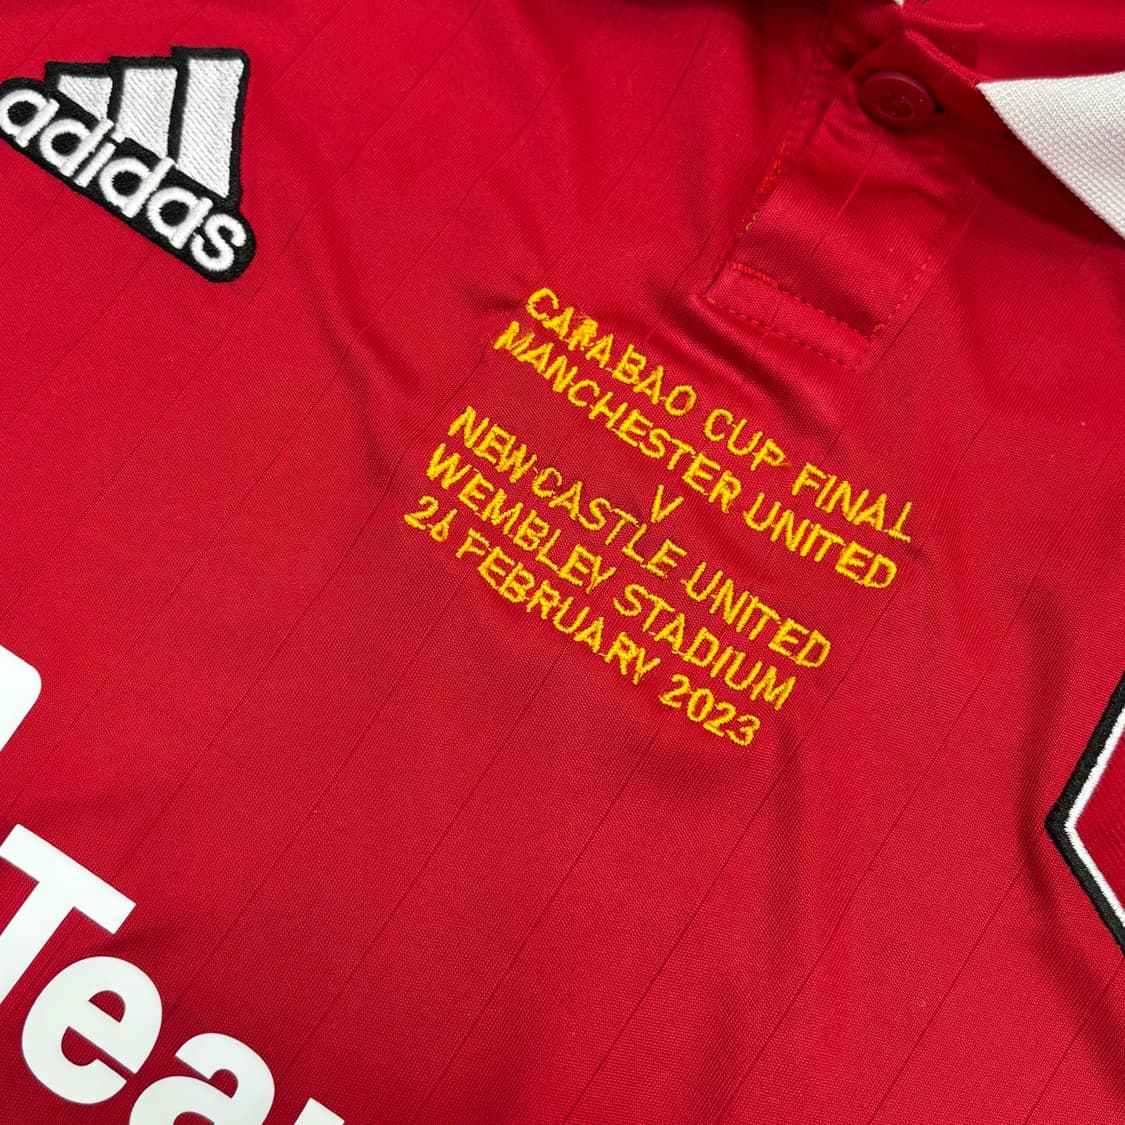 adidas
CARABAO CUP FINAL
MANCHESTER UNITED
V
NEWCASTLE UNITED
WEMBLEY STADIUM
26 FEBRUARY 2023
Tea